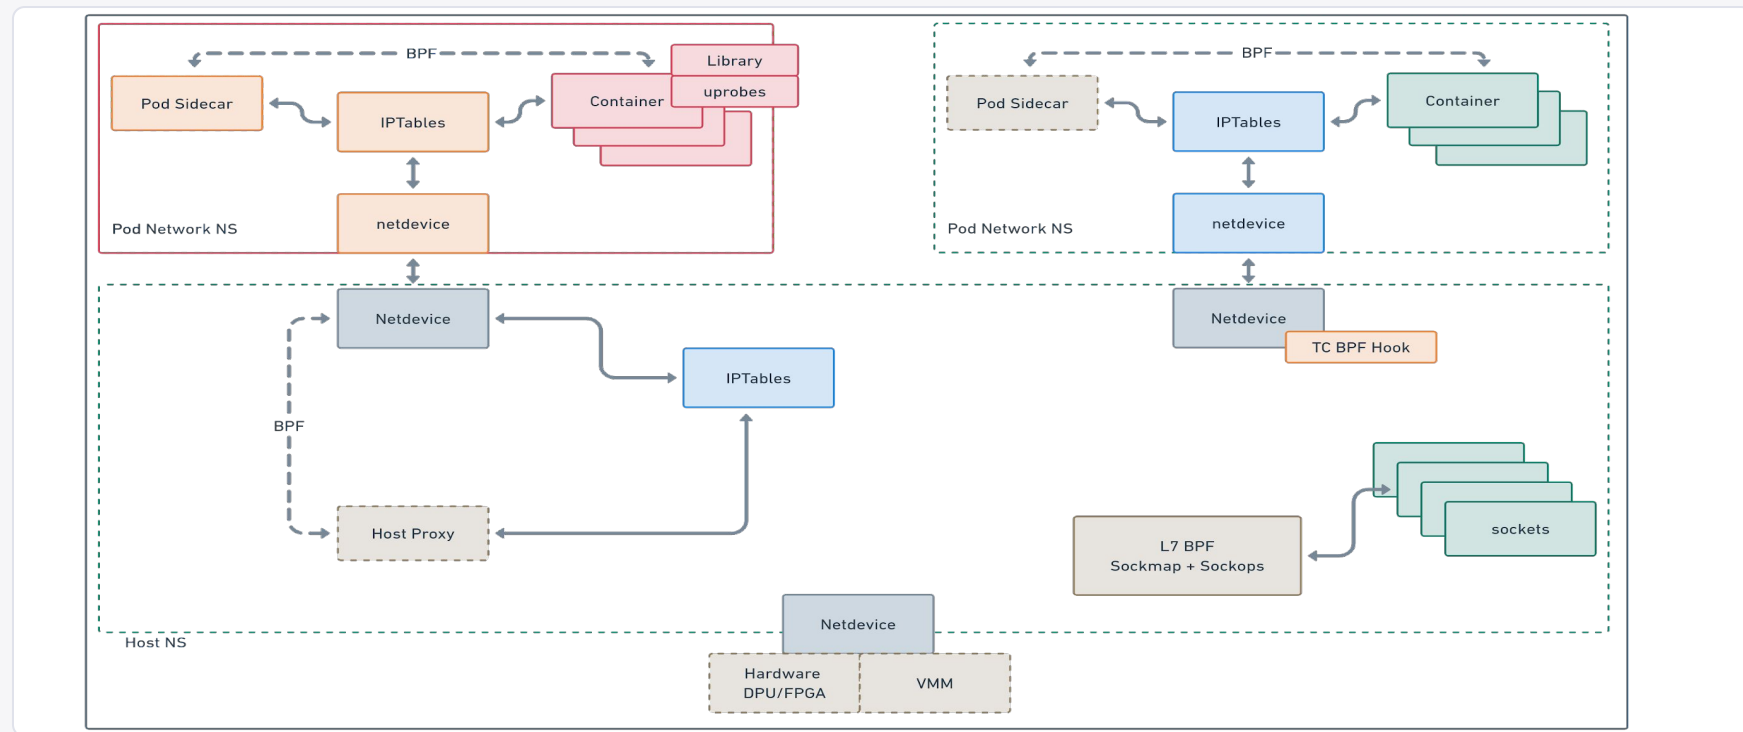 BPF
Library
Pod Sidecar
IPTables
Container
uprobes
netdevice
Pod Network NS
BPF
Pod Sidecar
IPTables
Container
netdevice
Pod Network NS
Netdevice
IPTables
BPF
Host Proxy
Netdevice
TC BPF Hook
L7 BPF
Sockmap + Sockops
sockets
Netdevice
Host NS
Hardware
DPU/FPGA
VMM